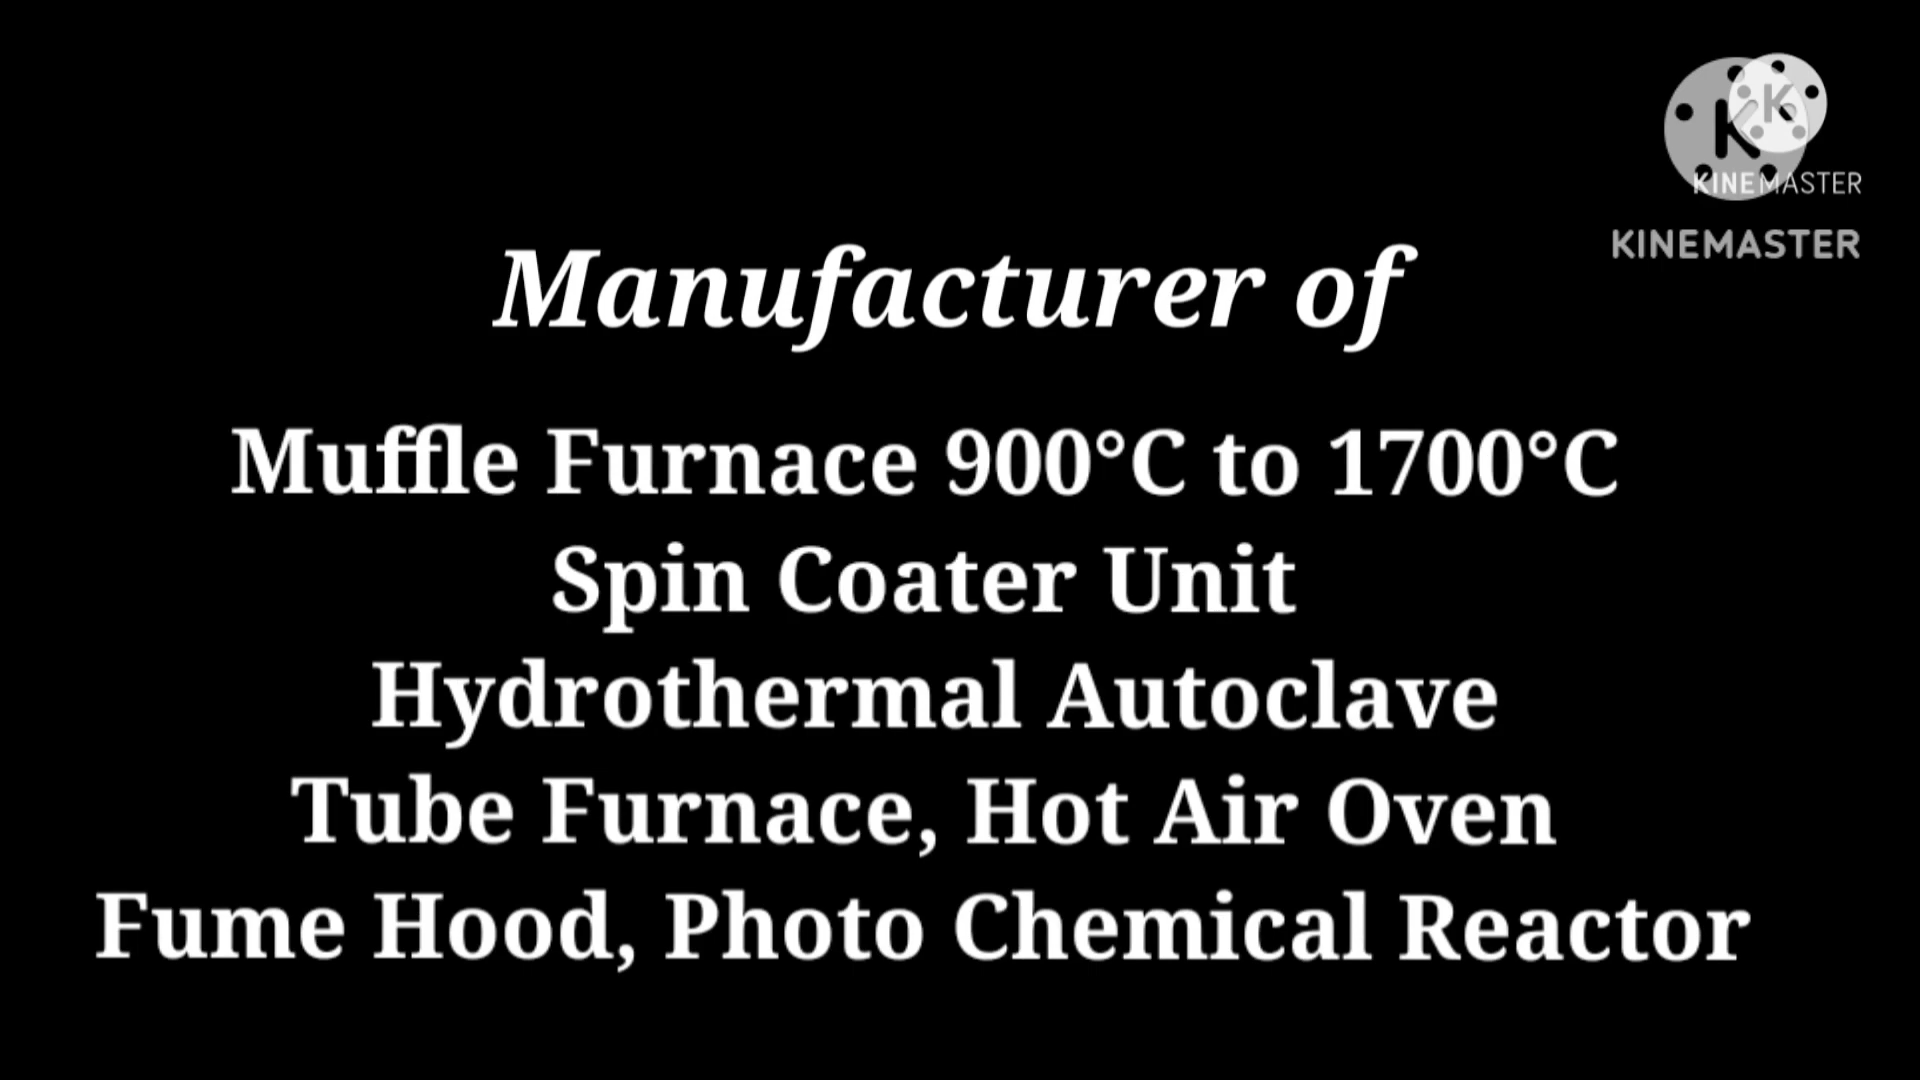 K
K
KINEMASTER
KINEMASTER
Manufacturer of
Muffle Furnace 900°C to 1700°C
Spin Coater Unit
Hydrothermal Autoclave
Tube Furnace, Hot Air Oven
Fume Hood, Photo Chemical Reactor